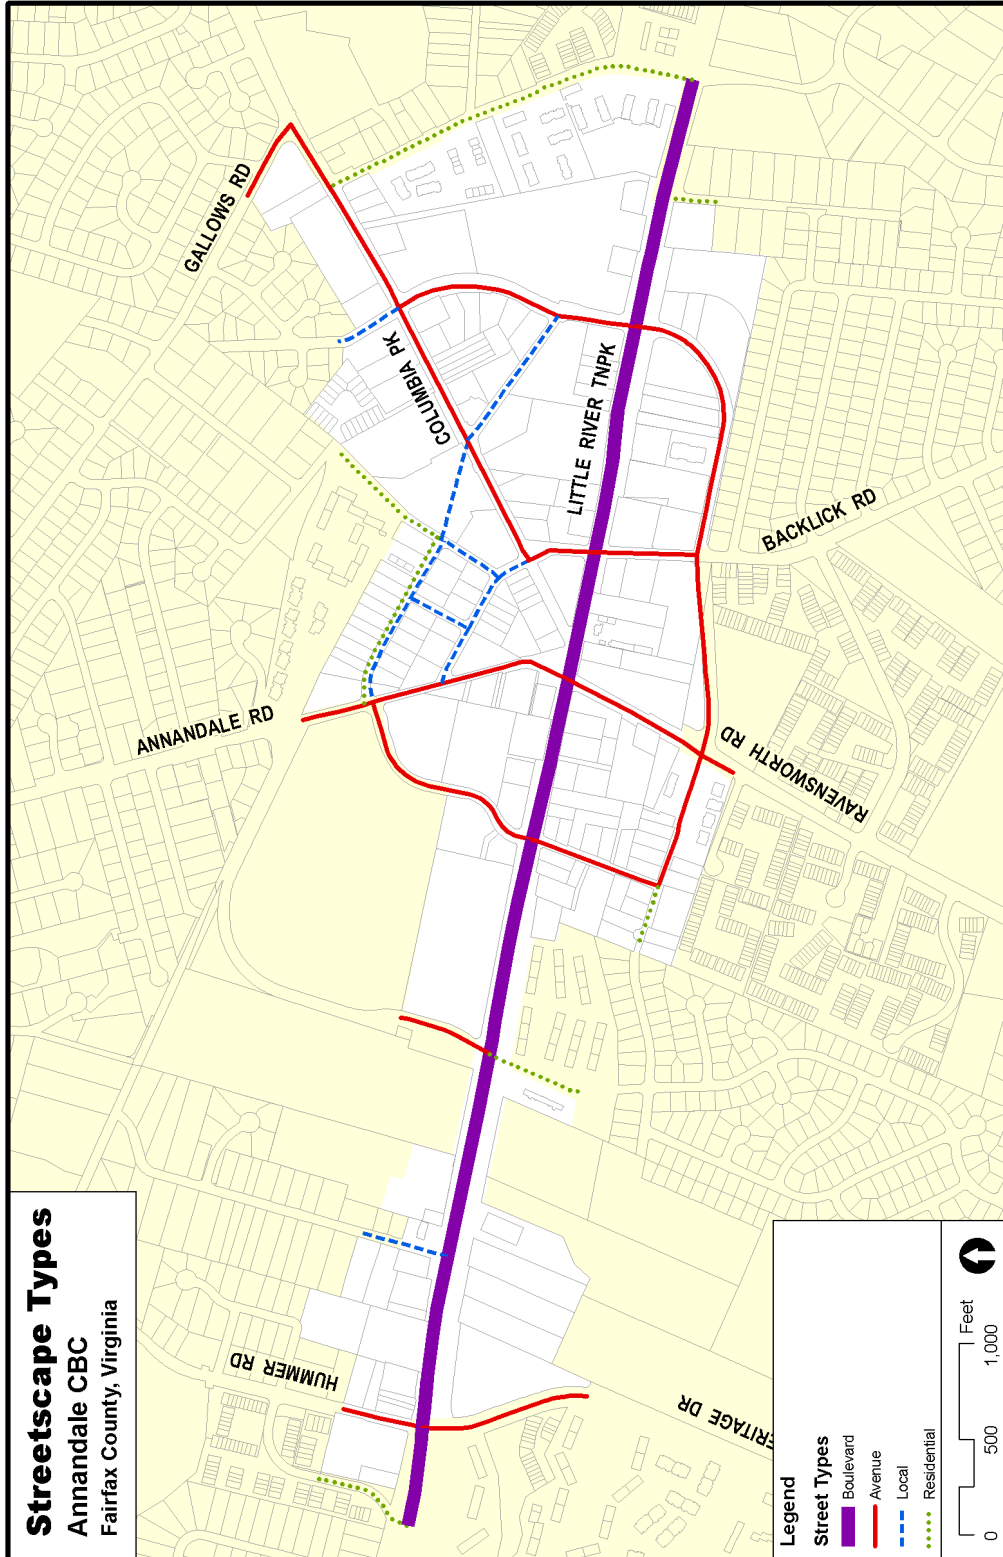 Streetscape Types
Annandale CBC
Fairfax County, Virginia
GALLOWS RD
COLUMBIA PK
LITTLE RIVER TNPK
BACKLICK RD
ANNANDALE RD
RAVENSWORTH RD
HUMMER RD
ERITAGE DR
Legend
Street Types
Boulevard
Avenue
Local
Residential
0 500 1,000
Feet